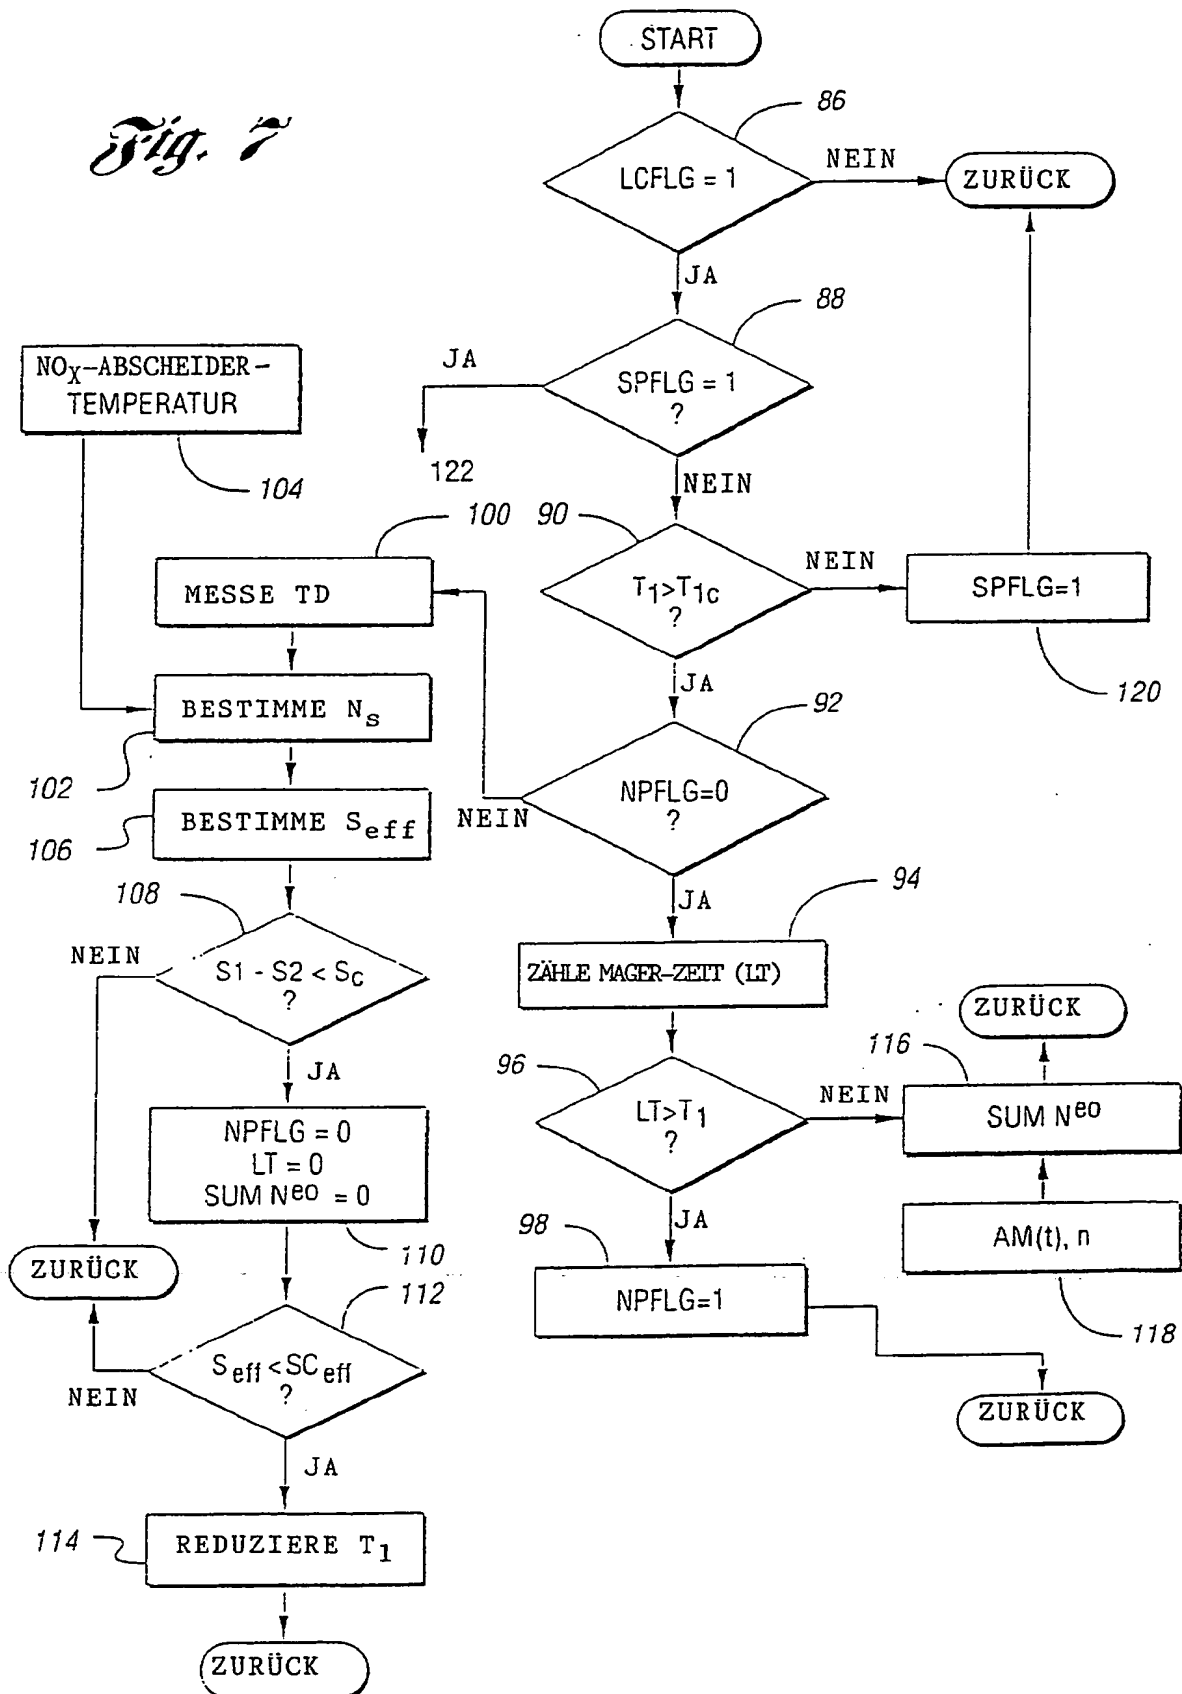 Fig. 7
START
86
LCFLG = 1
NEIN
ZURÜCK
JA
88
SPFLG = 1
?
JA
122
NEIN
NOX-ABSCHEIDER-
TEMPERATUR
104
90
T1>T1c
?
NEIN
SPFLG=1
120
JA
100
MESSE TD
BESTIMME Ns
102
BESTIMME Seff
106
92
NPFLG=0
?
NEIN
JA
94
ZÄHLE MAGER-ZEIT (LT)
108
S1 - S2 < Sc
?
NEIN
JA
96
LT>T1
?
NEIN
116
SUM Neo
ZURÜCK
AM(t), n
118
JA
98
NPFLG=1
ZURÜCK
NPFLG = 0
LT = 0
SUM Neo = 0
110
ZURÜCK
112
Seff<SCeff
?
NEIN
JA
114
REDUZIERE T1
ZURÜCK